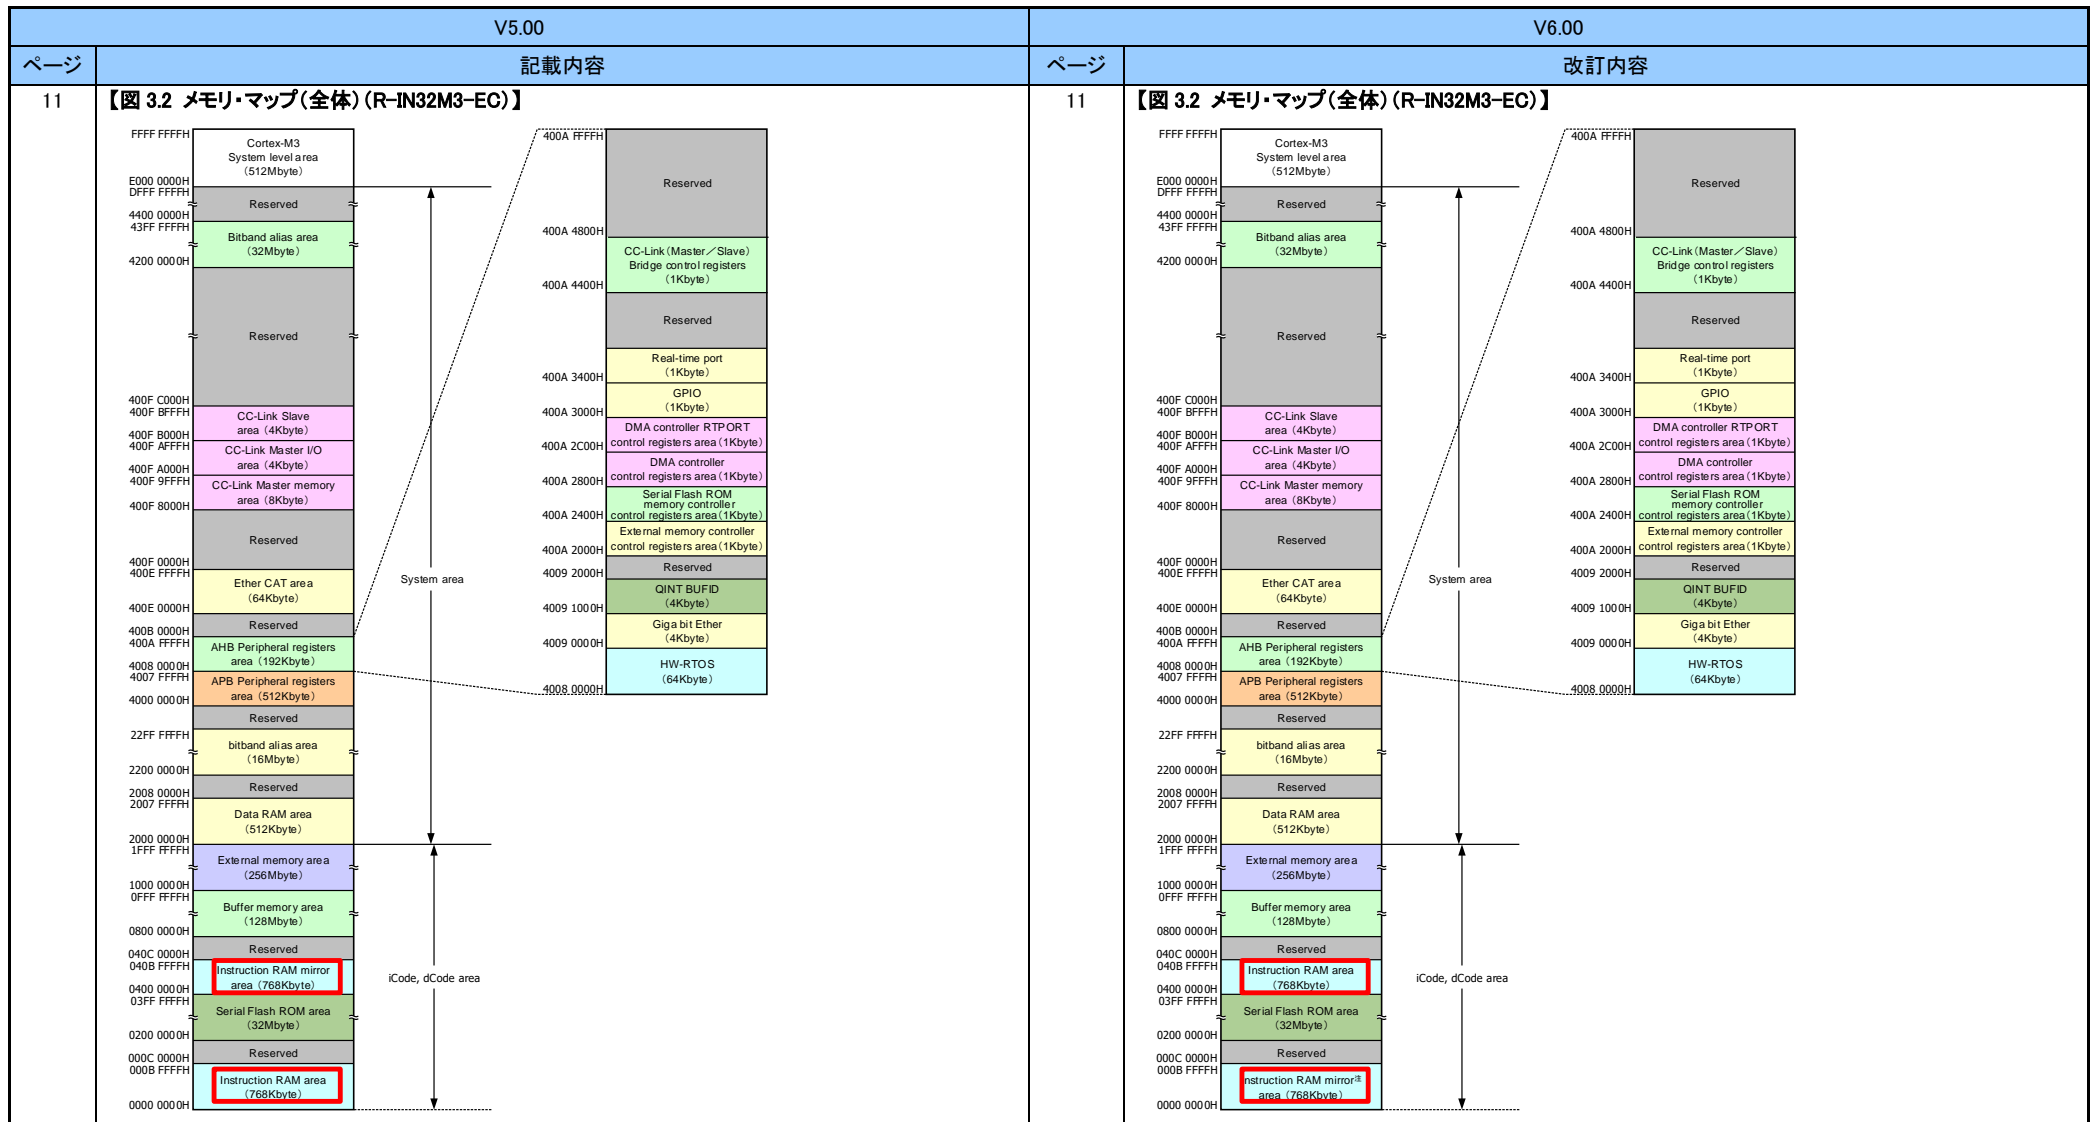 V5.00
V6.00
ページ
記載内容
ページ
改訂内容
11
【図 3.2 メモリ・マップ(全体)(R-IN32M3-EC)】
FFFF FFFFH
Cortex-M3
System level area
(512Mbyte)
E000 0000H
DFFF FFFFH
Reserved
4400 0000H
43FF FFFFH
Bitband alias area
(32Mbyte)
4200 0000H
Reserved
400F C000H
400F BFFFH
CC-Link Slave
area (4Kbyte)
400F B000H
400F AFFFH
CC-Link Master I/O
area (4Kbyte)
400F A000H
400F 9FFFH
CC-Link Master memory
area (8Kbyte)
400F 8000H
Reserved
400F 0000H
400E FFFFH
Ether CAT area
(64Kbyte)
400E 0000H
Reserved
400B 0000H
400A FFFFH
AHB Peripheral registers
area (192Kbyte)
4008 0000H
4007 FFFFH
APB Peripheral registers
area (512Kbyte)
4000 0000H
Reserved
22FF FFFFH
bitband alias area
(16Mbyte)
2200 0000H
Reserved
2008 0000H
2007 FFFFH
Data RAM area
(512Kbyte)
2000 0000H
1FFF FFFFH
External memory area
(256Mbyte)
1000 0000H
0FFF FFFFH
Buffer memory area
(128Mbyte)
0800 0000H
Reserved
040C 0000H
040B FFFFH
Instruction RAM mirror
area (768Kbyte)
0400 0000H
03FF FFFFH
Serial Flash ROM area
(32Mbyte)
0200 0000H
Reserved
000C 0000H
000B FFFFH
Instruction RAM area
(768Kbyte)
0000 0000H
System area
iCode, dCode area
400A FFFFH
Reserved
400A 4800H
CC-Link(Master/Slave)
Bridge control registers
(1Kbyte)
400A 4400H
Reserved
Real-time port
(1Kbyte)
400A 3400H
GPIO
(1Kbyte)
400A 3000H
DMA controller RTPORT
control registers area(1Kbyte)
400A 2C00H
DMA controller
control registers area(1Kbyte)
400A 2800H
Serial Flash ROM
memory controller
control registers area(1Kbyte)
400A 2400H
External memory controller
control registers area(1Kbyte)
400A 2000H
Reserved
4009 2000H
QINT BUFID
(4Kbyte)
4009 1000H
Giga bit Ether
(4Kbyte)
4009 0000H
HW-RTOS
(64Kbyte)
4008 0000H
11
【図 3.2 メモリ・マップ(全体)(R-IN32M3-EC)】
FFFF FFFFH
Cortex-M3
System level area
(512Mbyte)
E000 0000H
DFFF FFFFH
Reserved
4400 0000H
43FF FFFFH
Bitband alias area
(32Mbyte)
4200 0000H
Reserved
400F C000H
400F BFFFH
CC-Link Slave
area (4Kbyte)
400F B000H
400F AFFFH
CC-Link Master I/O
area (4Kbyte)
400F A000H
400F 9FFFH
CC-Link Master memory
area (8Kbyte)
400F 8000H
Reserved
400F 0000H
400E FFFFH
Ether CAT area
(64Kbyte)
400E 0000H
Reserved
400B 0000H
400A FFFFH
AHB Peripheral registers
area (192Kbyte)
4008 0000H
4007 FFFFH
APB Peripheral registers
area (512Kbyte)
4000 0000H
Reserved
22FF FFFFH
bitband alias area
(16Mbyte)
2200 0000H
Reserved
2008 0000H
2007 FFFFH
Data RAM area
(512Kbyte)
2000 0000H
1FFF FFFFH
External memory area
(256Mbyte)
1000 0000H
0FFF FFFFH
Buffer memory area
(128Mbyte)
0800 0000H
Reserved
040C 0000H
040B FFFFH
Instruction RAM area
(768Kbyte)
0400 0000H
03FF FFFFH
Serial Flash ROM area
(32Mbyte)
0200 0000H
Reserved
000C 0000H
000B FFFFH
nstruction RAM mirror注
area (768Kbyte)
0000 0000H
System area
iCode, dCode area
400A FFFFH
Reserved
400A 4800H
CC-Link(Master/Slave)
Bridge control registers
(1Kbyte)
400A 4400H
Reserved
Real-time port
(1Kbyte)
400A 3400H
GPIO
(1Kbyte)
400A 3000H
DMA controller RTPORT
control registers area(1Kbyte)
400A 2C00H
DMA controller
control registers area(1Kbyte)
400A 2800H
Serial Flash ROM
memory controller
control registers area(1Kbyte)
400A 2400H
External memory controller
control registers area(1Kbyte)
400A 2000H
Reserved
4009 2000H
QINT BUFID
(4Kbyte)
4009 1000H
Giga bit Ether
(4Kbyte)
4009 0000H
HW-RTOS
(64Kbyte)
4008 0000H